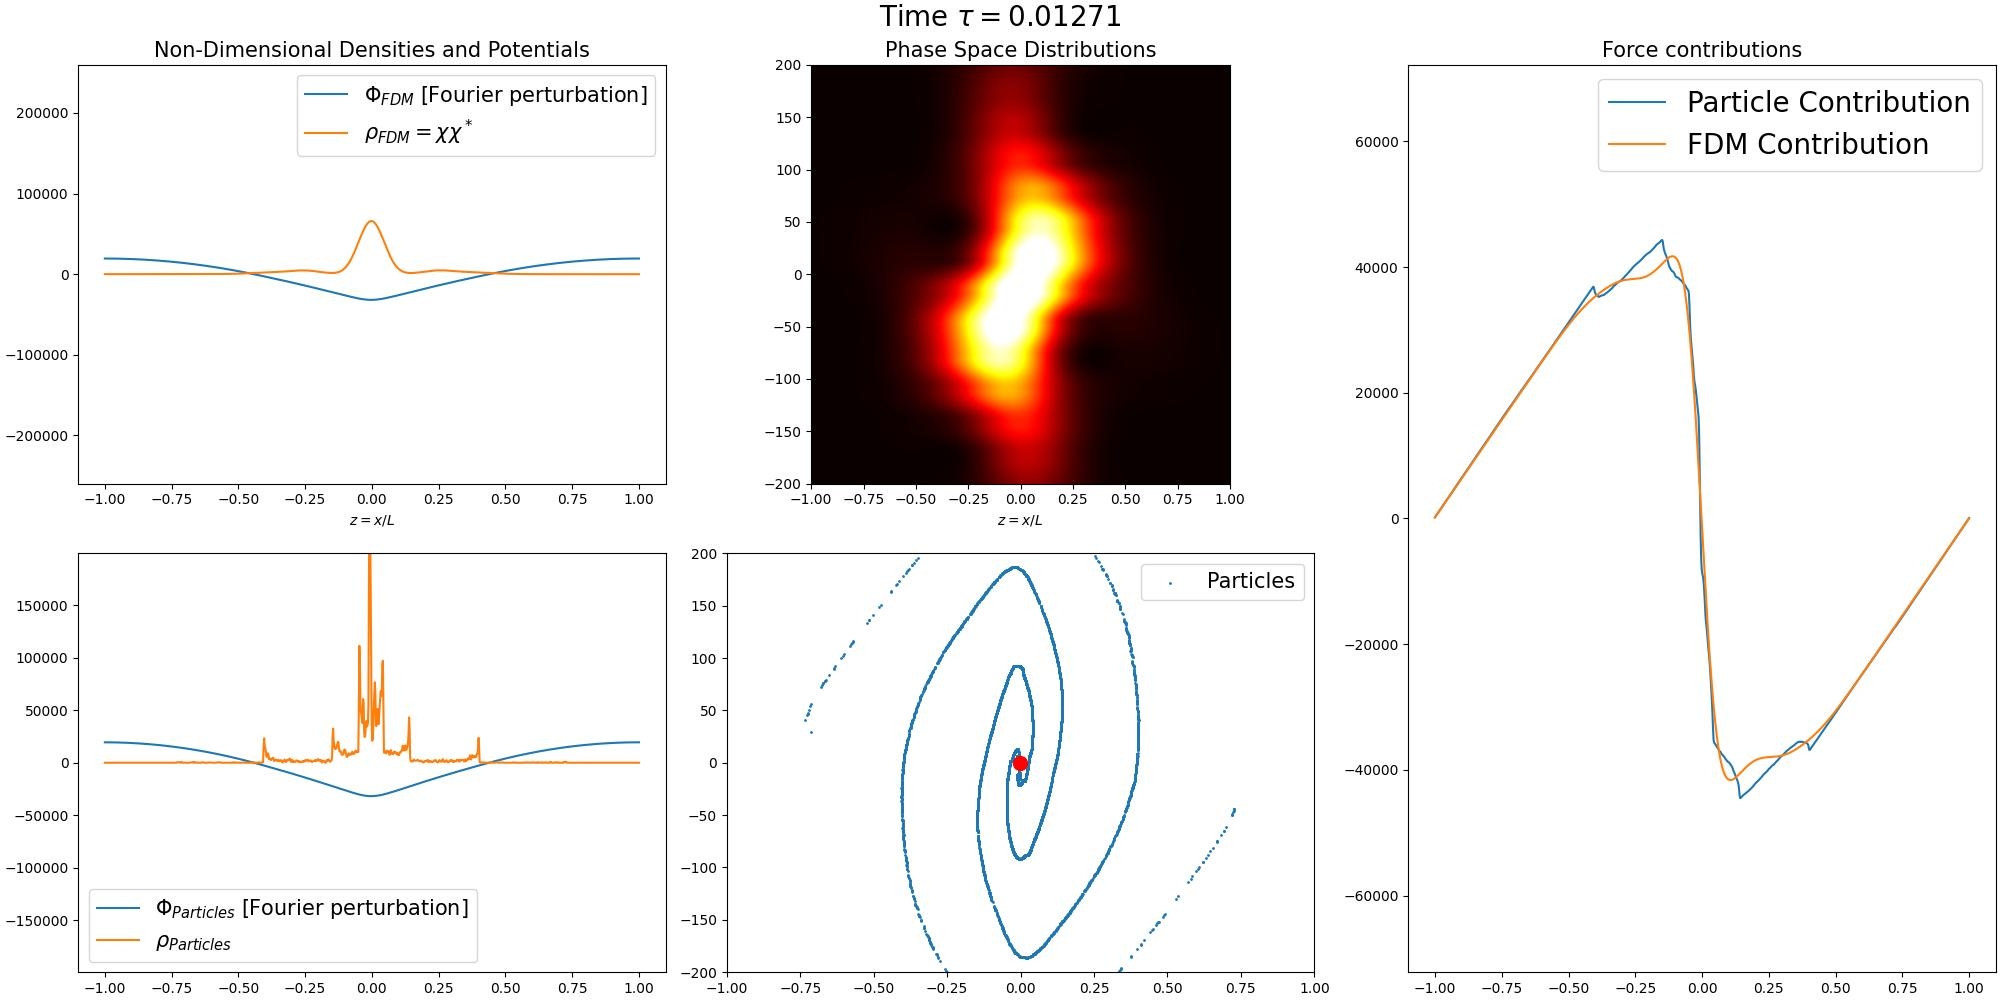 Time τ = 0.01271
Non-Dimensional Densities and Potentials
200000
100000
0
−100000
−200000
Φ_FDM [Fourier perturbation]
ρ_FDM = χχ*
−1.00 −0.75 −0.50 −0.25 0.00 0.25 0.50 0.75 1.00
z = x/L
Phase Space Distributions
200
150
100
50
0
−50
−100
−150
−200
−1.00 −0.75 −0.50 −0.25 0.00 0.25 0.50 0.75 1.00
z = x/L
Force contributions
Particle Contribution
FDM Contribution
60000
40000
20000
0
−20000
−40000
−60000
−1.00 −0.75 −0.50 −0.25 0.00 0.25 0.50 0.75 1.00
150000
100000
50000
0
−50000
−100000
−150000
Φ_Particles [Fourier perturbation]
ρ_Particles
−1.00 −0.75 −0.50 −0.25 0.00 0.25 0.50 0.75 1.00
Particles
200
150
100
50
0
−50
−100
−150
−200
−1.00 −0.75 −0.50 −0.25 0.00 0.25 0.50 0.75 1.00